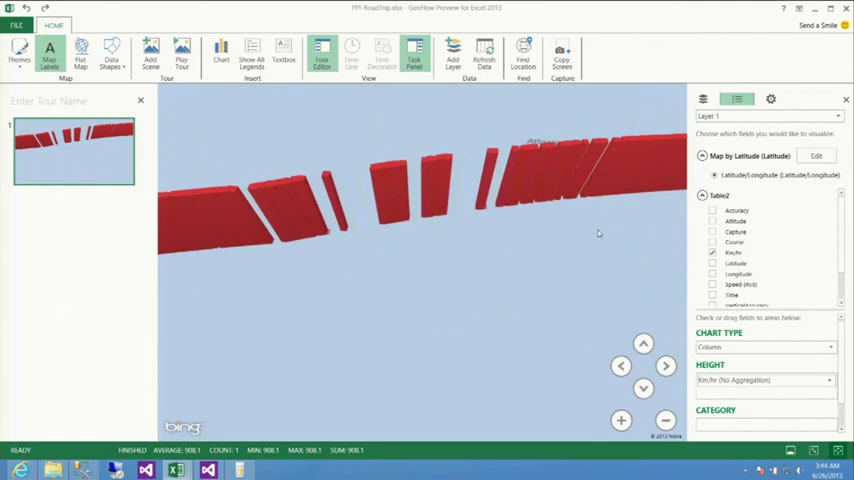 PPI-RoadTrip.xlsx - GeoFlow Preview for Excel 2013
FILE
HOME
Send a Smile
Themes
Map Labels
Flat Map
Data Shapes
Add Scene
Play Tour
Chart
Show All Legends
Textbox
Tour Editor
Time Line
Time Decorator
Task Panel
Add Layer
Refresh Data
Find Location
Copy Screen
Map
Tour
Insert
View
Data
Find
Capture
Enter Tour Name
1
Layer 1
Choose which fields you would like to visualize.
Map by Latitude (Latitude)
Edit
Latitude/Longitude (Latitude/Longitude)
Table2
Accuracy
Altitude
Capture
Course
Km/hr
Latitude
Longitude
Speed (m/s)
Time
VerticalAccuracy
Check or drag fields to areas below:
CHART TYPE
Column
HEIGHT
Km/hr (No Aggregation)
CATEGORY
bing
© 2013 Nokia
READY
FINISHED
AVERAGE: 908.1
COUNT: 1
MIN: 908.1
MAX: 908.1
SUM: 908.1
3:44 AM
6/26/2013